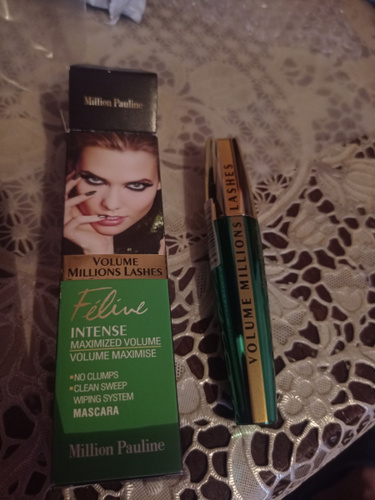 Million Pauline
VOLUME
MILLIONS LASHES
Féline
INTENSE
MAXIMIZED VOLUME
VOLUME MAXIMISE
•NO CLUMPS
•CLEAN SWEEP
WIPING SYSTEM
MASCARA
Million Pauline
VOLUME MILLIONS LASHES